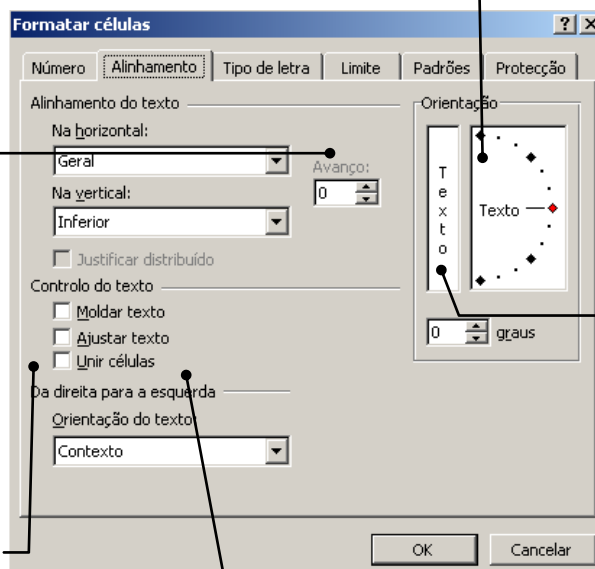 Formatar células
Número Alinhamento Tipo de letra Limite Padrões Protecção
Alinhamento do texto
Na horizontal:
Geral
Avanço:
0
Na vertical:
Inferior
Justificar distribuído
Controlo do texto
Moldar texto
Ajustar texto
Unir células
Da direita para a esquerda
Orientação do texto:
Contexto
Orientação
Texto
Texto
0 graus
OK Cancelar